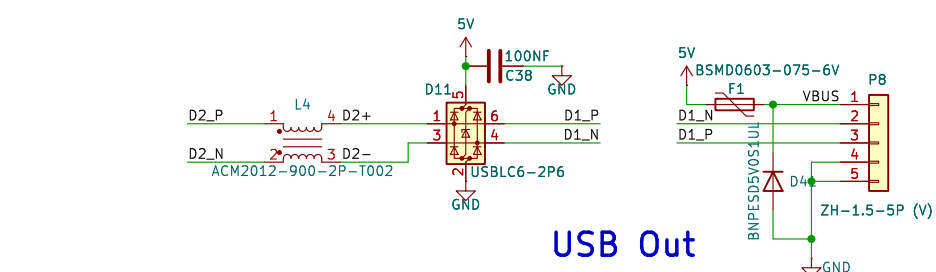 5V
100NF
C38
GND
D11
5
L4
D2_P
1
4
D2+
1
6
D1_P
3
4
D1_N
D2_N
2
3
D2-
ACM2012-900-2P-T002
2
USBLC6-2P6
GND
5V
BSMD0603-075-6V
F1
P8
VBUS
1
D1_N
2
D1_P
3
4
5
BNPESD5V0S1UL
ZH-1.5-5P (V)
GND
USB Out